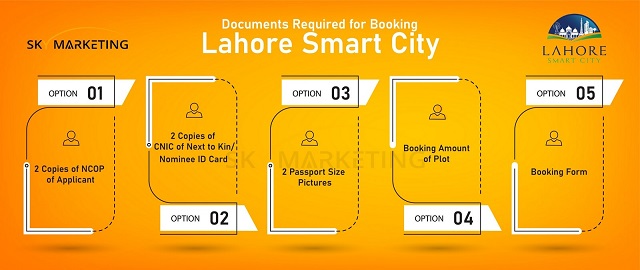 Documents Required for Booking
Lahore Smart City
SK MARKETING
LAHORE
SMART CITY
OPTION 01
2 Copies of NCOP
of Applicant
2 Copies of
CNIC of Next to Kin/
Nominee ID Card
OPTION 02
OPTION 03
2 Passport Size
Pictures
Booking Amount
of Plot
OPTION 04
OPTION 05
Booking Form
SK MARKETING